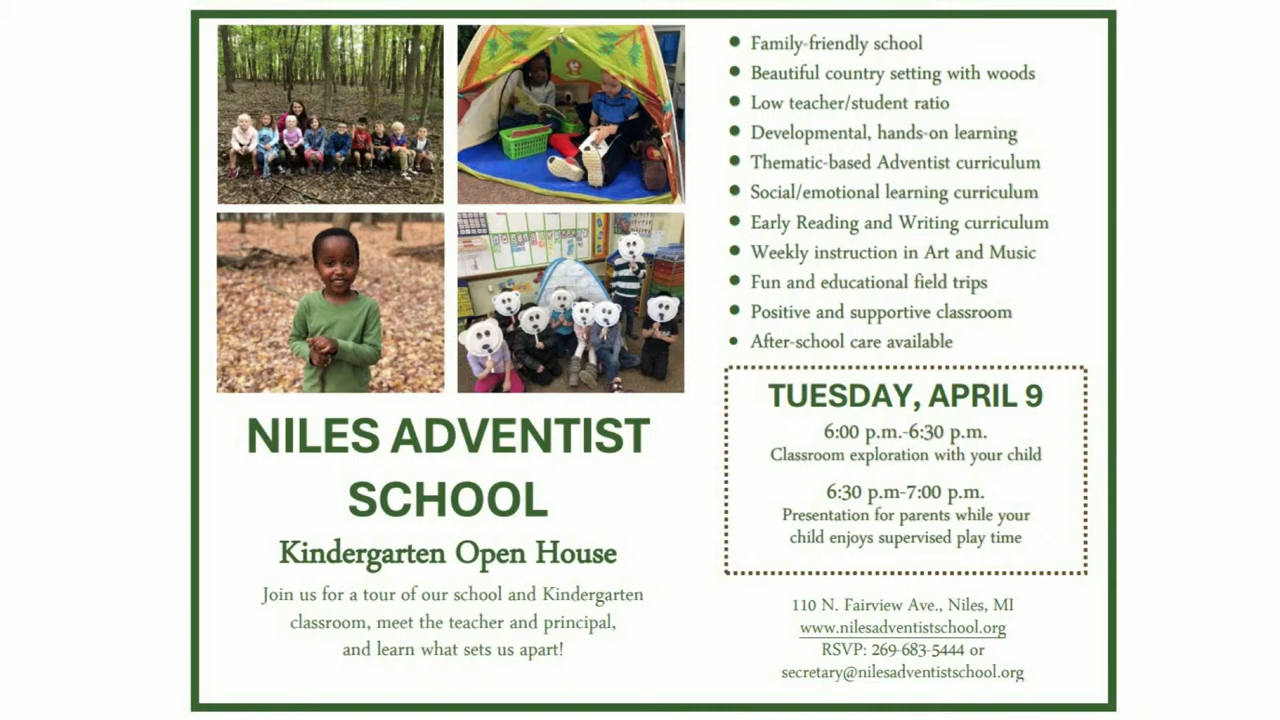 NILES ADVENTIST
SCHOOL
Kindergarten Open House
Join us for a tour of our school and Kindergarten
classroom, meet the teacher and principal,
and learn what sets us apart!
Family-friendly school
Beautiful country setting with woods
Low teacher/student ratio
Developmental, hands-on learning
Thematic-based Adventist curriculum
Social/emotional learning curriculum
Early Reading and Writing curriculum
Weekly instruction in Art and Music
Fun and educational field trips
Positive and supportive classroom
After-school care available
TUESDAY, APRIL 9
6:00 p.m.-6:30 p.m.
Classroom exploration with your child
6:30 p.m-7:00 p.m.
Presentation for parents while your
child enjoys supervised play time
110 N. Fairview Ave., Niles, MI
www.nilesadventistschool.org
RSVP: 269-683-5444 or
secretary@nilesadventistschool.org